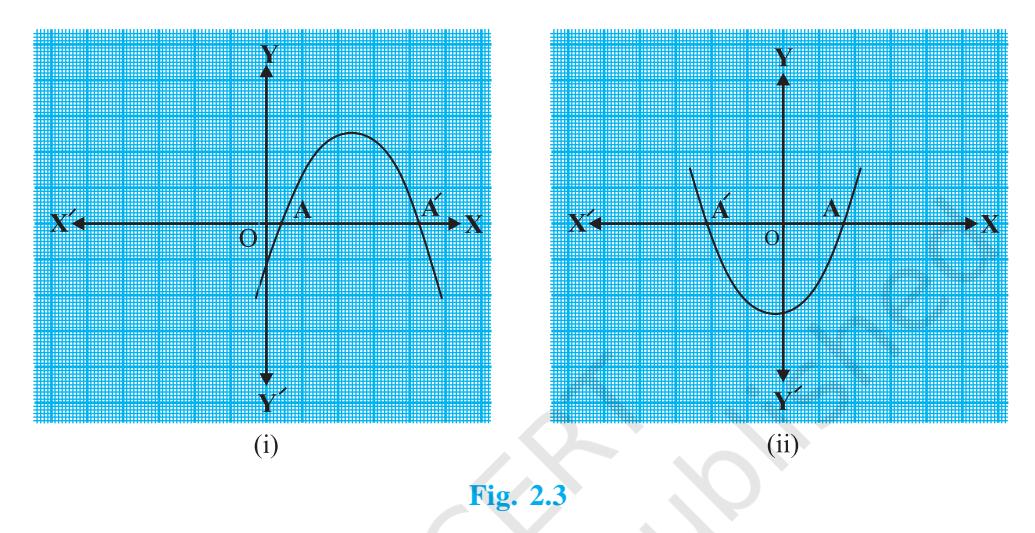 Y Y
A A′ A′ A
X′ X X′ X
O O
Y′ Y′
(i) (ii)
Fig. 2.3